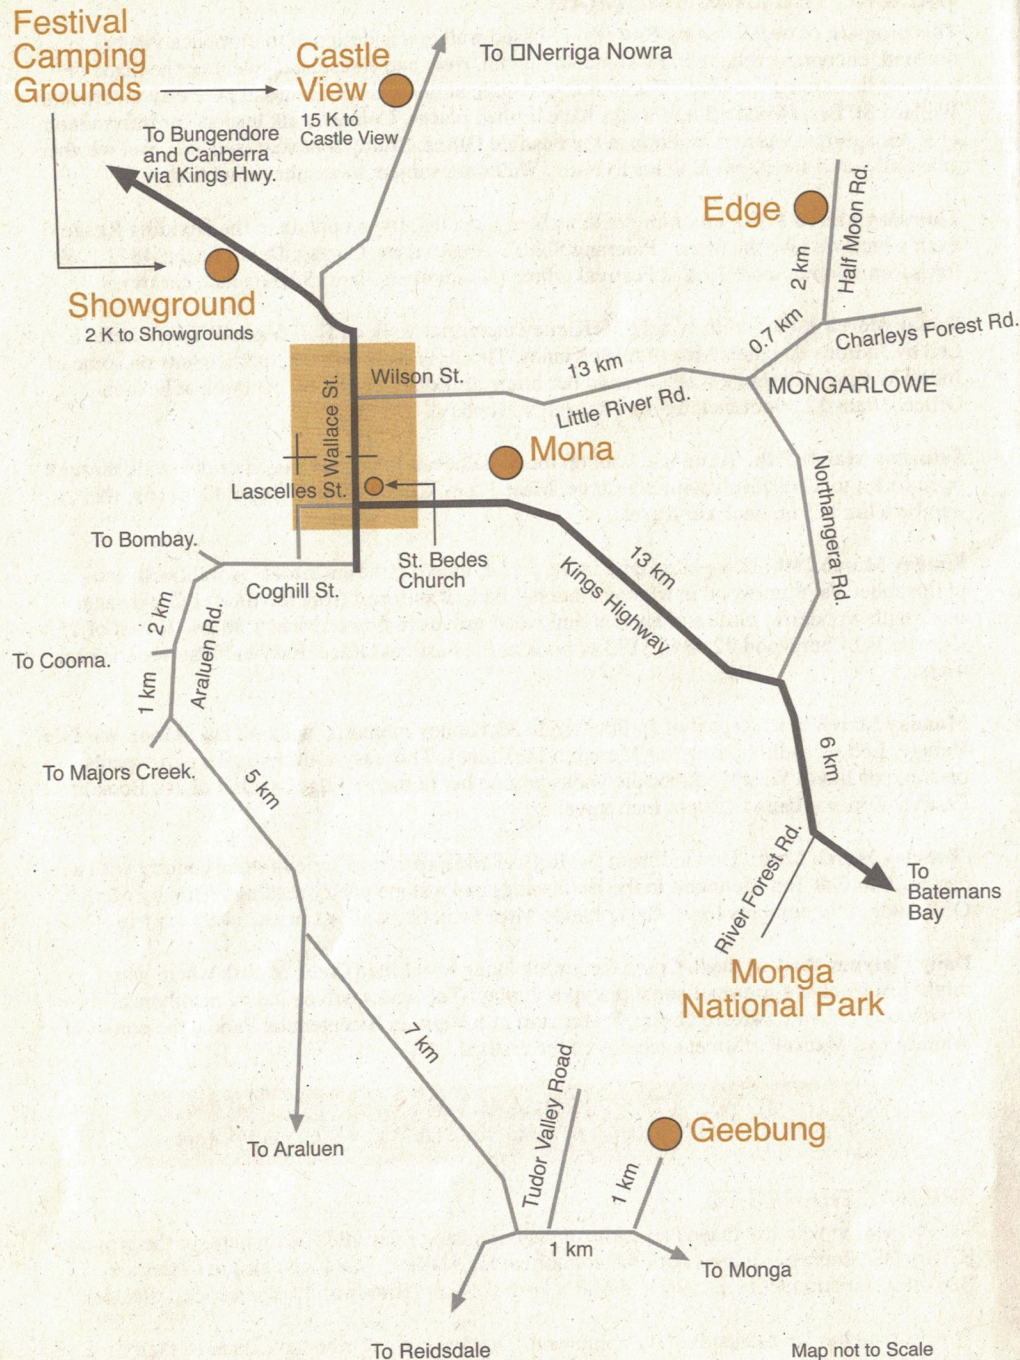 Festival
Camping
Grounds
Castle
View
15 K to
Castle View
To □Nerriga Nowra
To Bungendore
and Canberra
via Kings Hwy.
Edge
2 km
Half Moon Rd.
Showground
2 K to Showgrounds
0.7 km
Charleys Forest Rd.
Wilson St.
13 km
Little River Rd.
MONGARLOWE
Wallace St.
Mona
Lascelles St.
Northangera Rd.
To Bombay.
St. Bedes
Church
Coghill St.
13 km
Kings Highway
2 km
Araluen Rd.
To Cooma.
1 km
To Majors Creek.
5 km
6 km
River Forest Rd.
To
Batemans
Bay
Monga
National Park
7 km
To Araluen
Tudor Valley Road
Geebung
1 km
1 km
To Monga
To Reidsdale
Map not to Scale